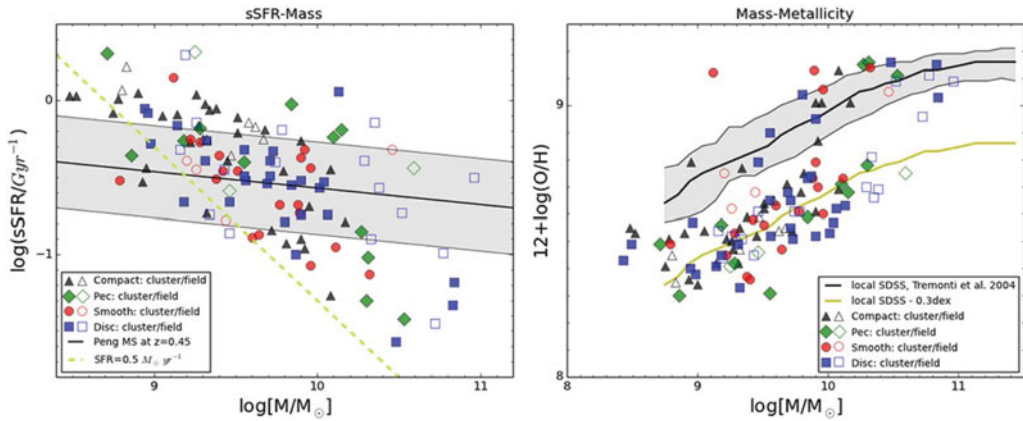 sSFR-Mass
log(sSFR/Gyr⁻¹)
0
−1
Compact: cluster/field
Pec: cluster/field
Smooth: cluster/field
Disc: cluster/field
Peng MS at z=0.45
SFR=0.5 M☉ yr⁻¹
9
10
11
log[M/M☉]
Mass-Metallicity
12+log(O/H)
9
8
local SDSS, Tremonti et al. 2004
local SDSS - 0.3dex
Compact: cluster/field
Pec: cluster/field
Smooth: cluster/field
Disc: cluster/field
8
9
10
11
log[M/M☉]